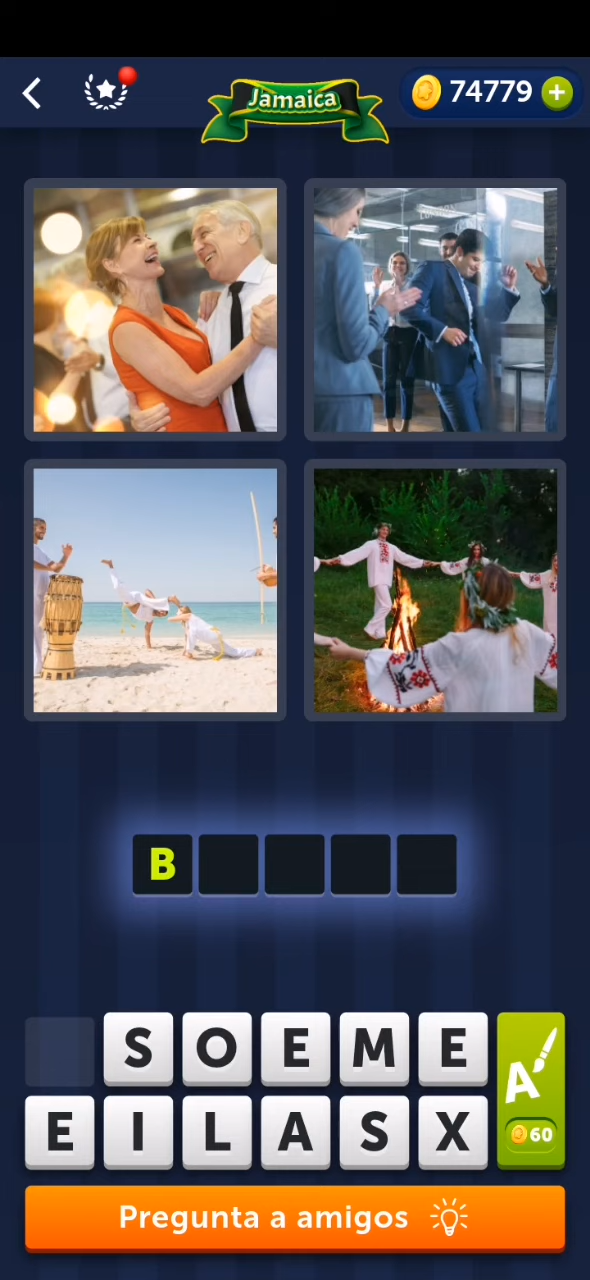 Jamaica
74779 +
B
S O E M E
E I L A S X
A
60
Pregunta a amigos